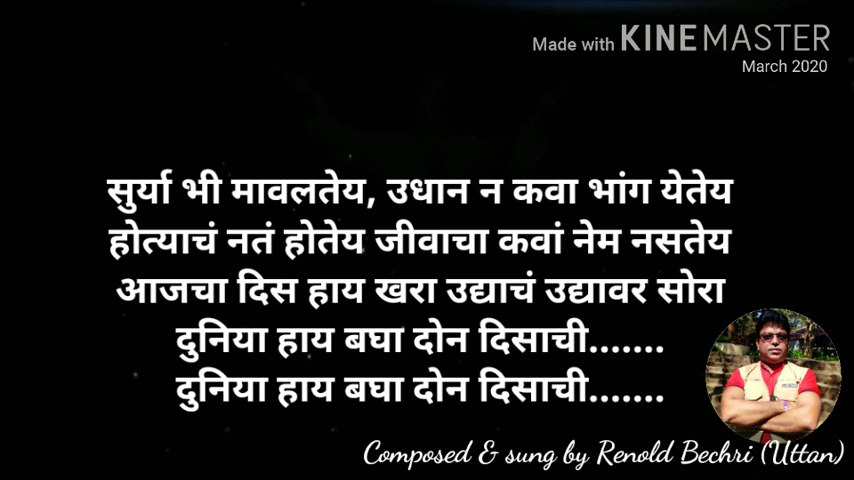 Made with KINEMASTER
March 2020
सुर्या भी मावलतेय, उधान न कवा भांग येतेय
होत्याचं नतं होतेय जीवाचा कवां नेम नसतेय
आजचा दिस हाय खरा उद्याचं उद्यावर सोरा
दुनिया हाय बघा दोन दिसाची.......
दुनिया हाय बघा दोन दिसाची.......
Composed & sung by Renold Bechri (Uttan)